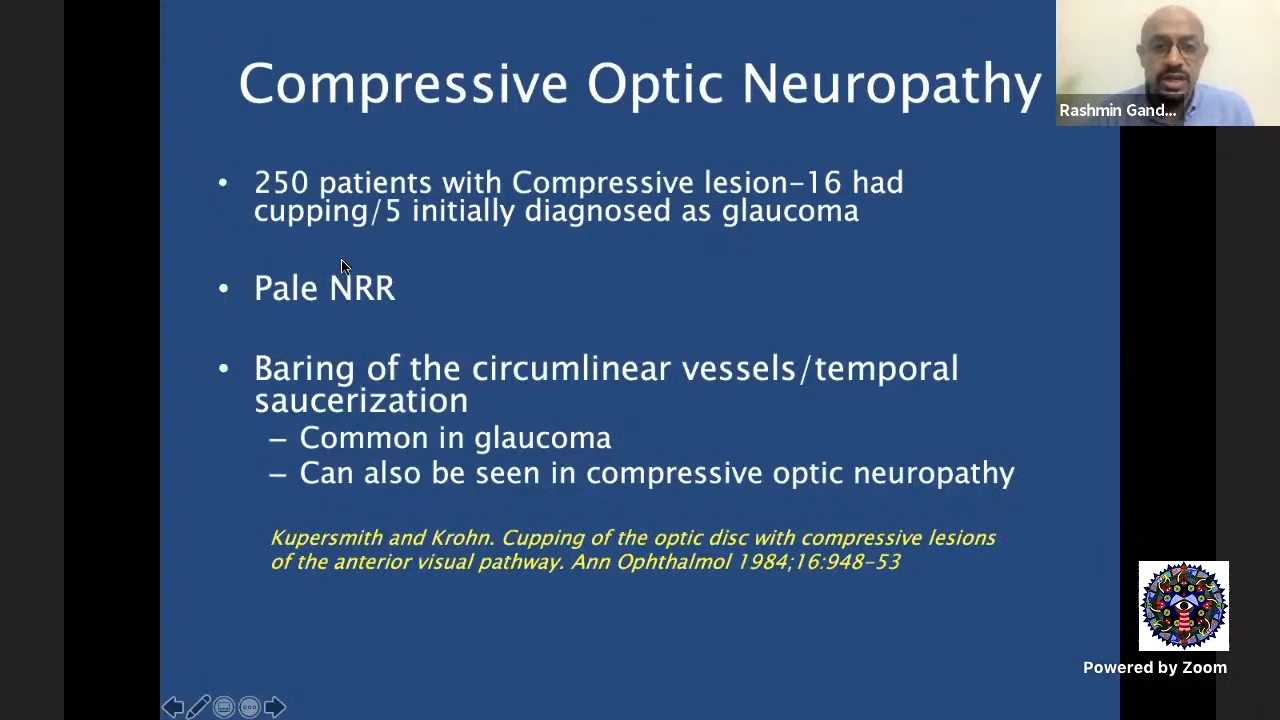 Compressive Optic Neuropathy
Rashmin Gand...
• 250 patients with Compressive lesion-16 had
cupping/5 initially diagnosed as glaucoma
• Pale NRR
• Baring of the circumlinear vessels/temporal
saucerization
– Common in glaucoma
– Can also be seen in compressive optic neuropathy
Kupersmith and Krohn. Cupping of the optic disc with compressive lesions
of the anterior visual pathway. Ann Ophthalmol 1984;16:948-53
Powered by Zoom